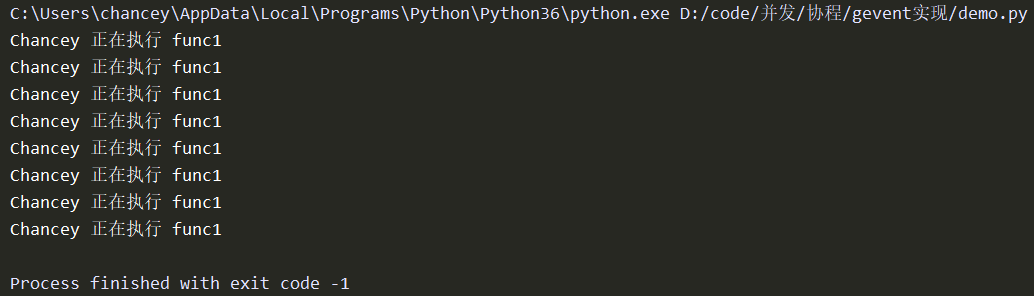 C:\Users\chancey\AppData\Local\Programs\Python\Python36\python.exe D:/code/并发/协程/gevent实现/demo.py
Chancey 正在执行 func1
Chancey 正在执行 func1
Chancey 正在执行 func1
Chancey 正在执行 func1
Chancey 正在执行 func1
Chancey 正在执行 func1
Chancey 正在执行 func1
Chancey 正在执行 func1
Process finished with exit code -1